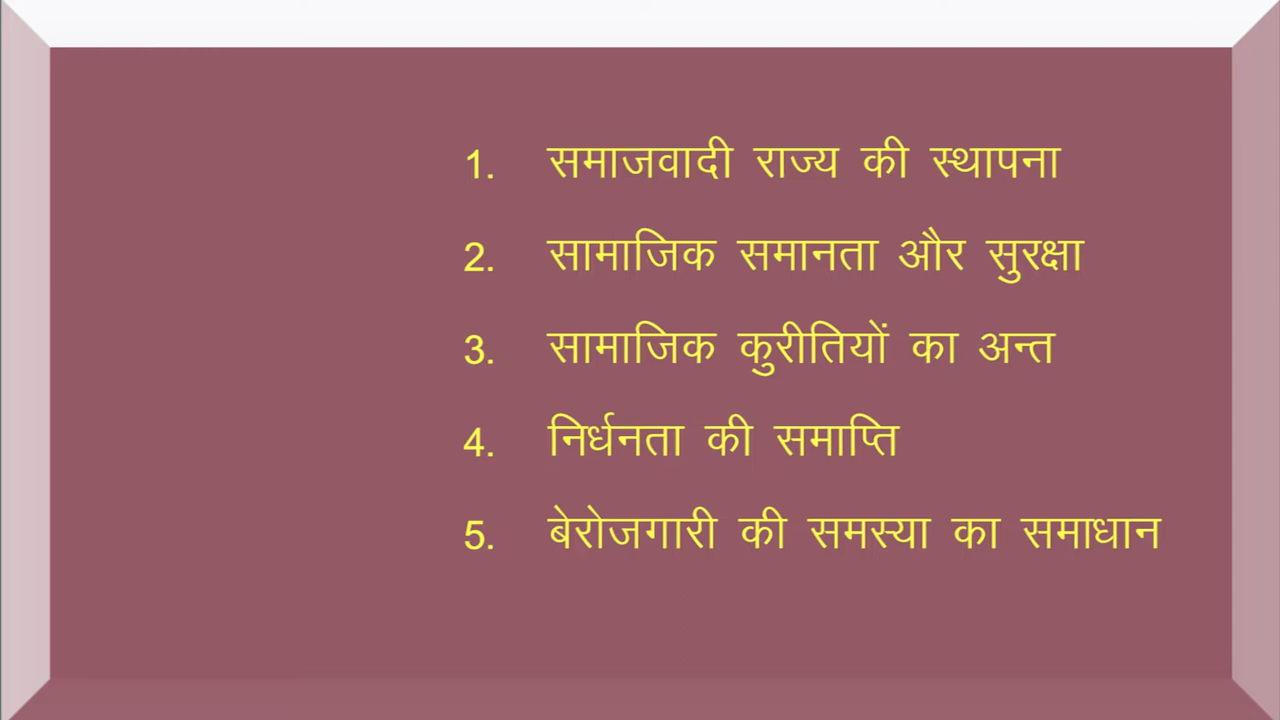 1. समाजवादी राज्य की स्थापना
2. सामाजिक समानता और सुरक्षा
3. सामाजिक कुरीतियों का अन्त
4. निर्धनता की समाप्ति
5. बेरोजगारी की समस्या का समाधान